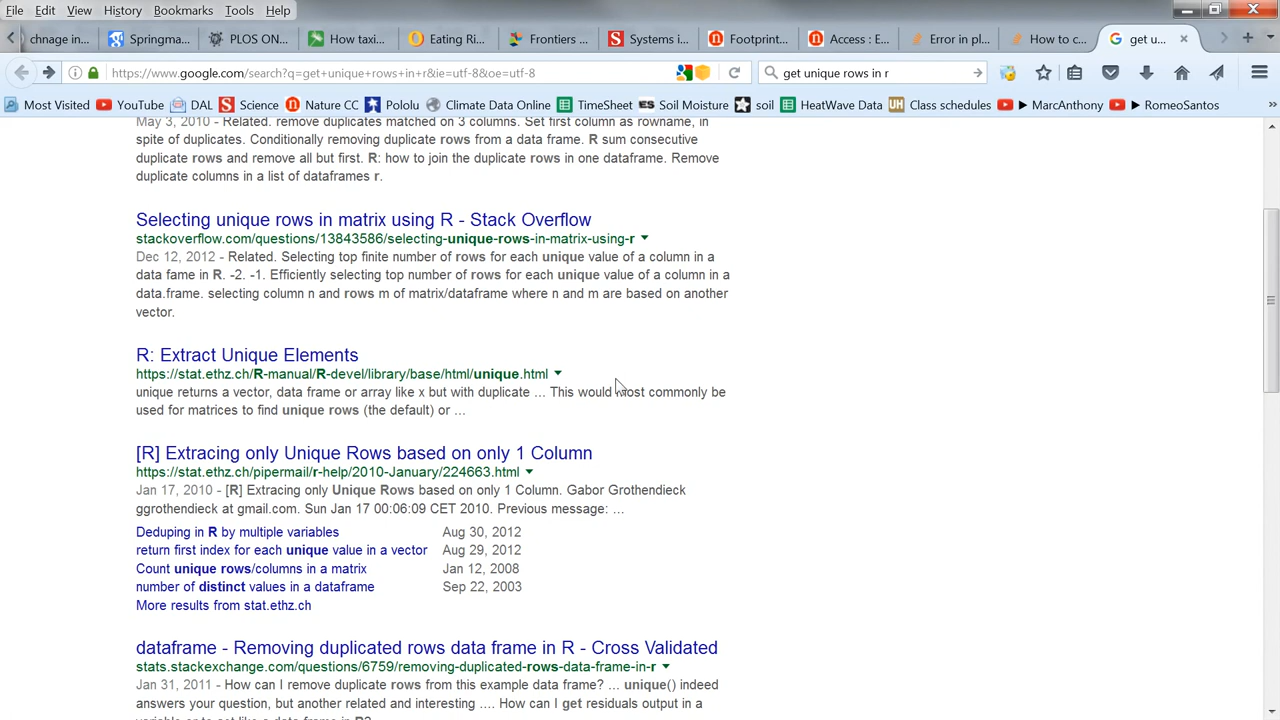 File Edit View History Bookmarks Tools Help
chnage in... Springma... PLOS ON... How taxi... Eating Ri... Frontiers ... Systems i... Footprint... Access : E... Error in pl... How to c... get u...
https://www.google.com/search?q=get+unique+rows+in+r&ie=utf-8&oe=utf-8 get unique rows in r
Most Visited YouTube DAL Science Nature CC Pololu Climate Data Online TimeSheet Soil Moisture soil HeatWave Data Class schedules MarcAnthony RomeoSantos
May 3, 2010 - Related. remove duplicates matched on 3 columns. Set first column as rowname, in
spite of duplicates. Conditionally removing duplicate rows from a data frame. R sum consecutive
duplicate rows and remove all but first. R: how to join the duplicate rows in one dataframe. Remove
duplicate columns in a list of dataframes r.
Selecting unique rows in matrix using R - Stack Overflow
stackoverflow.com/questions/13843586/selecting-unique-rows-in-matrix-using-r
Dec 12, 2012 - Related. Selecting top finite number of rows for each unique value of a column in a
data fame in R. -2. -1. Efficiently selecting top number of rows for each unique value of a column in a
data.frame. selecting column n and rows m of matrix/dataframe where n and m are based on another
vector.
R: Extract Unique Elements
https://stat.ethz.ch/R-manual/R-devel/library/base/html/unique.html
unique returns a vector, data frame or array like x but with duplicate ... This would most commonly be
used for matrices to find unique rows (the default) or ...
[R] Extracing only Unique Rows based on only 1 Column
https://stat.ethz.ch/pipermail/r-help/2010-January/224663.html
Jan 17, 2010 - [R] Extracing only Unique Rows based on only 1 Column. Gabor Grothendieck
ggrothendieck at gmail.com. Sun Jan 17 00:06:09 CET 2010. Previous message: ...
Deduping in R by multiple variables Aug 30, 2012
return first index for each unique value in a vector Aug 29, 2012
Count unique rows/columns in a matrix Jan 12, 2008
number of distinct values in a dataframe Sep 22, 2003
More results from stat.ethz.ch
dataframe - Removing duplicated rows data frame in R - Cross Validated
stats.stackexchange.com/questions/6759/removing-duplicated-rows-data-frame-in-r
Jan 31, 2011 - How can I remove duplicate rows from this example data frame? ... unique() indeed
answers your question, but another related and interesting .... How can I get residuals output in a